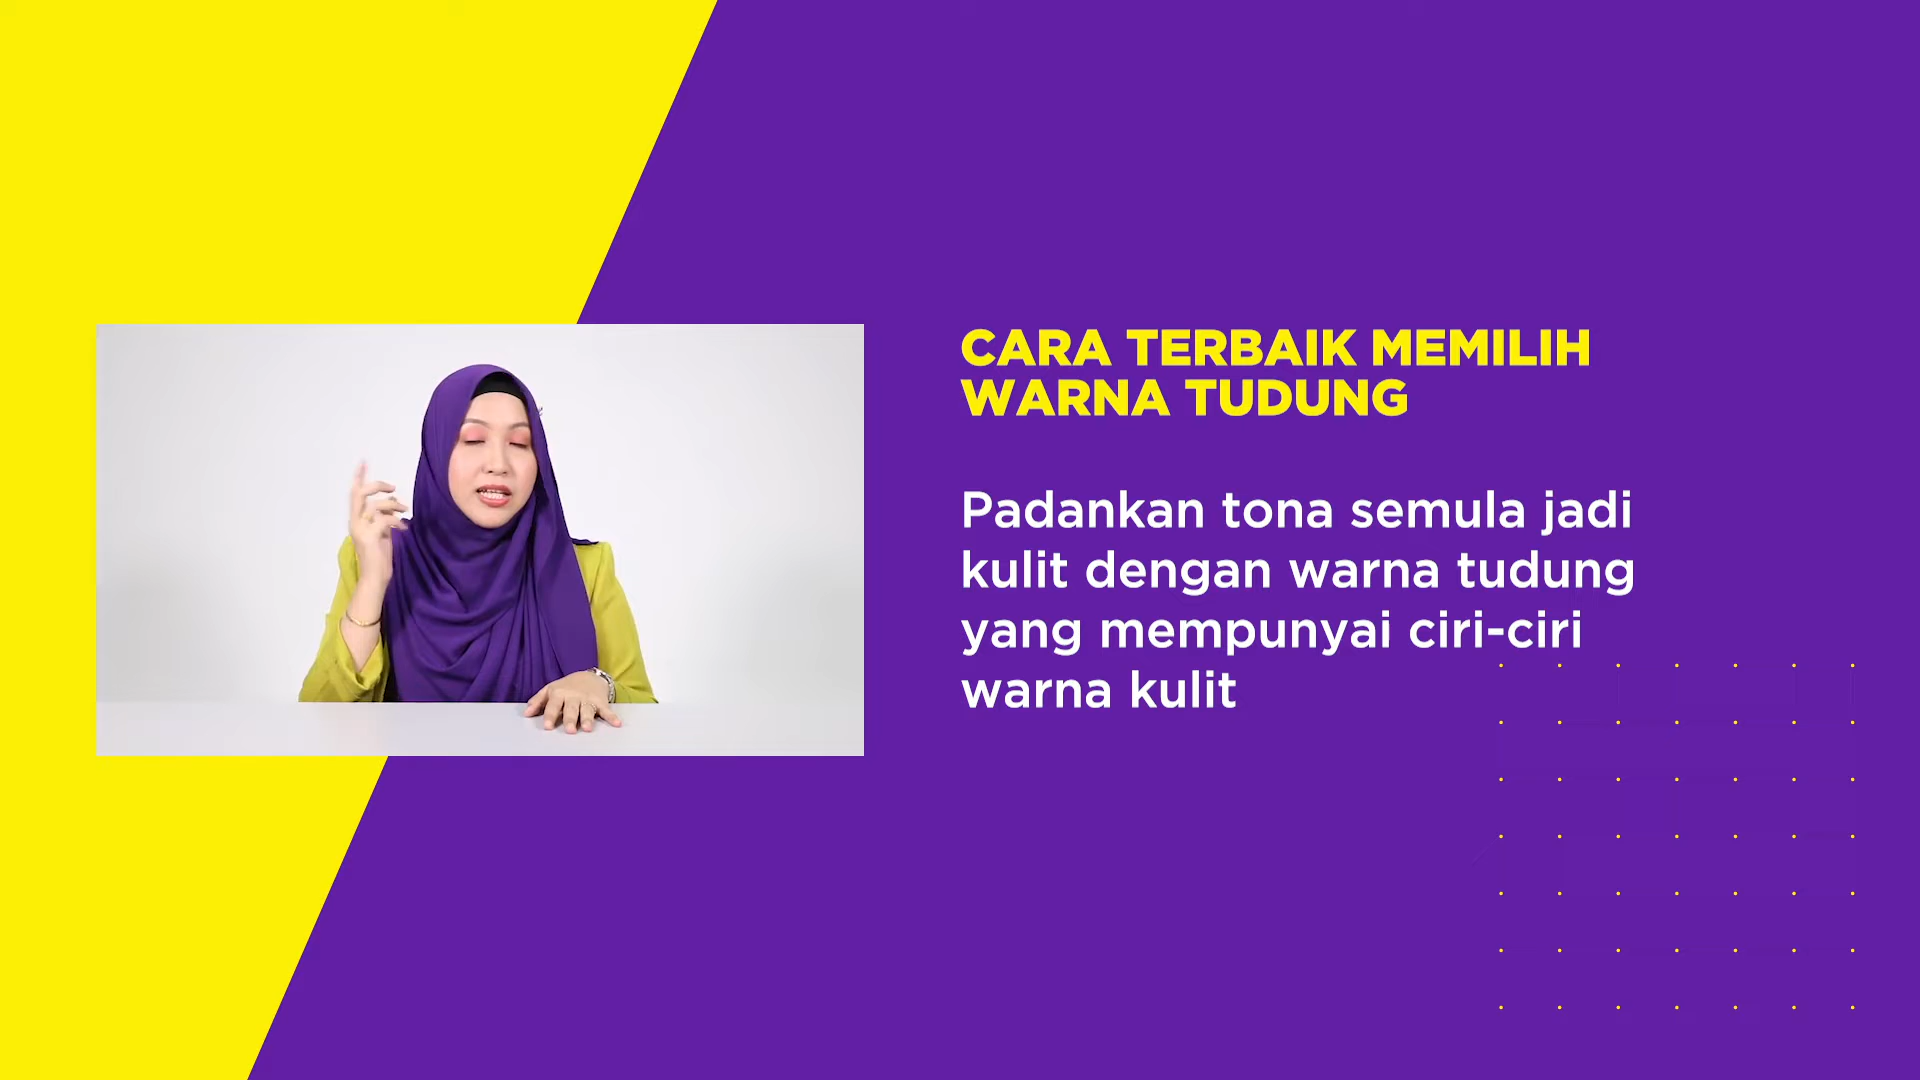 CARA TERBAIK MEMILIH
WARNA TUDUNG
Padankan tona semula jadi
kulit dengan warna tudung
yang mempunyai ciri-ciri
warna kulit